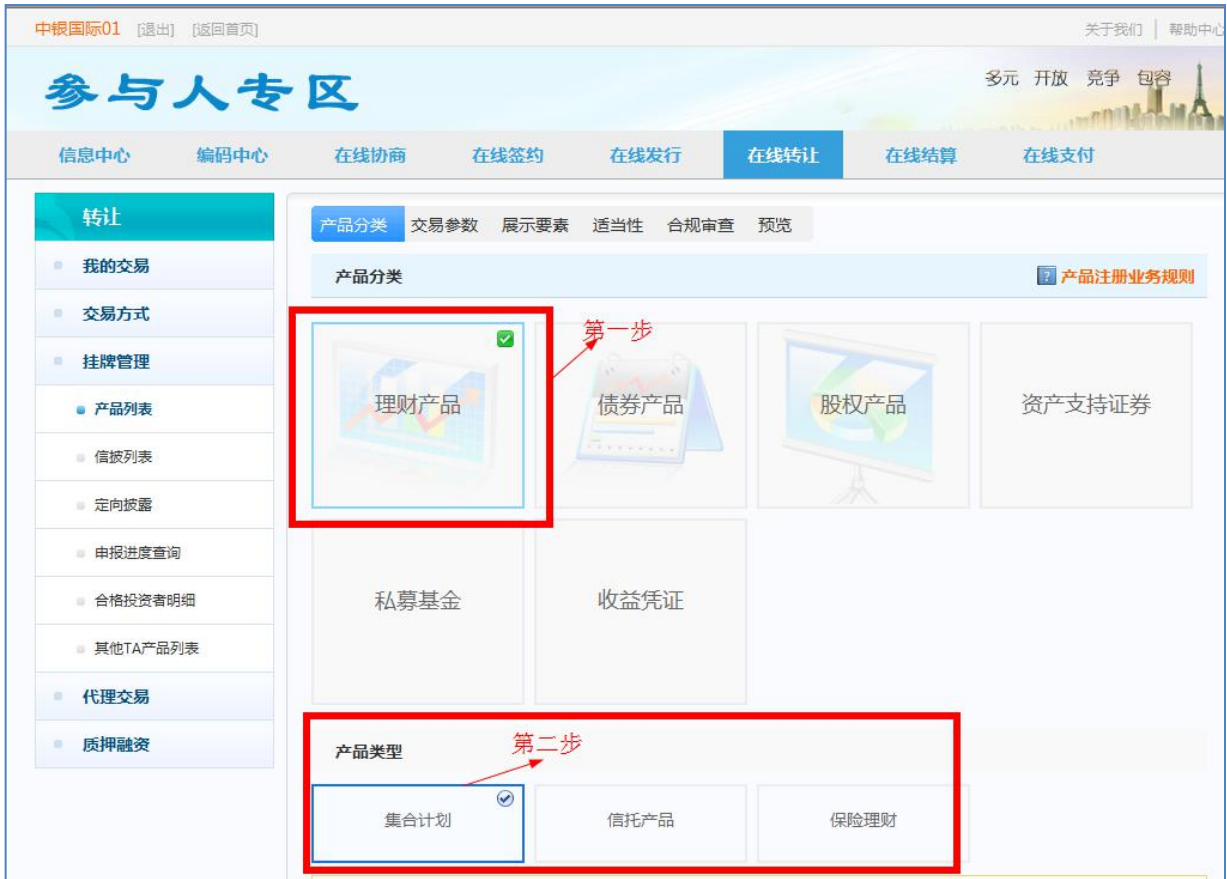 中银国际01 [退出] [返回首页] 关于我们 | 帮助中心
参与人专区
多元 开放 竞争 包容
信息中心 编码中心 在线协商 在线签约 在线发行 在线转让 在线结算 在线支付
转让
我的交易
交易方式
挂牌管理
产品列表
信披列表
定向披露
申报进度查询
合格投资者明细
其他TA产品列表
代理交易
质押融资
产品分类 交易参数 展示要素 适当性 合规审查 预览
产品分类 ? 产品注册业务规则
第一步
理财产品 债券产品 股权产品 资产支持证券
私募基金 收益凭证
产品类型 第二步
集合计划 信托产品 保险理财